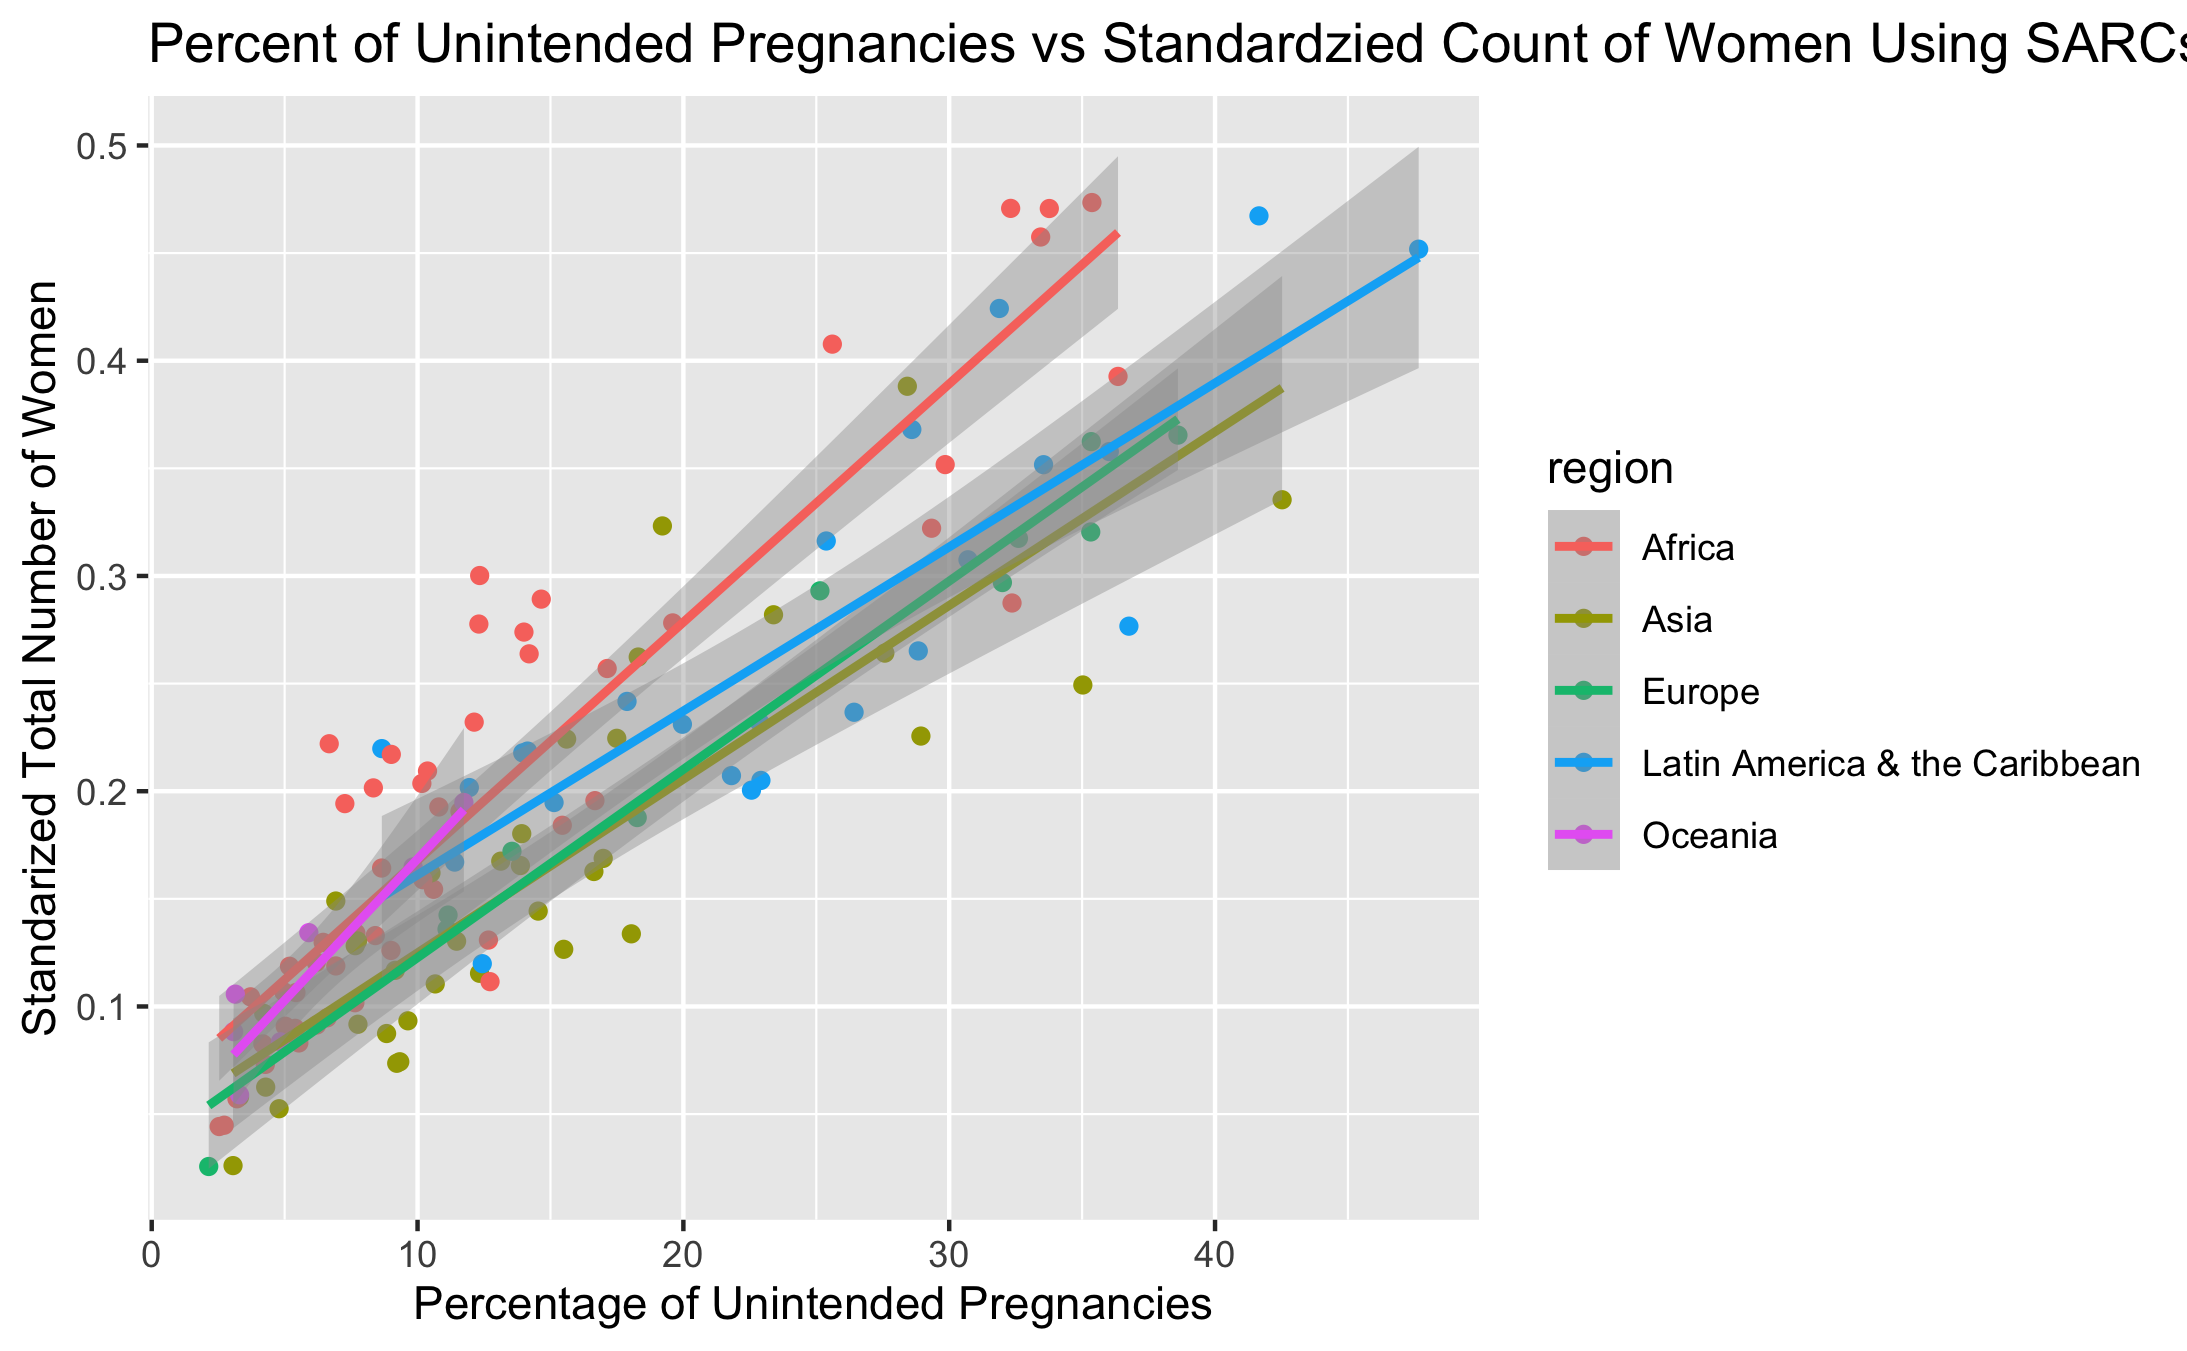 Percent of Unintended Pregnancies vs Standardzied Count of Women Using SARCs
Standarized Total Number of Women
0.5
0.4
0.3
0.2
0.1
0
10
20
30
40
Percentage of Unintended Pregnancies
region
Africa
Asia
Europe
Latin America & the Caribbean
Oceania